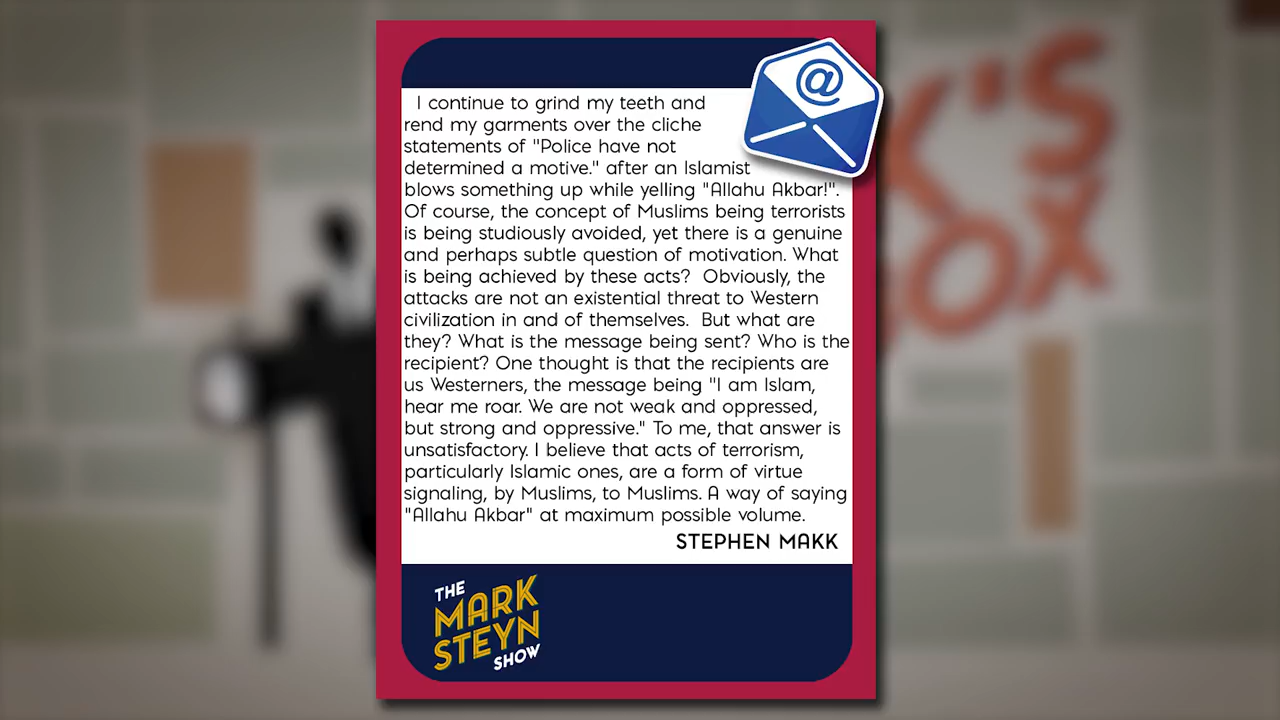 I continue to grind my teeth and
rend my garments over the cliche
statements of "Police have not
determined a motive." after an Islamist
blows something up while yelling "Allahu Akbar!".
Of course, the concept of Muslims being terrorists
is being studiously avoided, yet there is a genuine
and perhaps subtle question of motivation. What
is being achieved by these acts? Obviously, the
attacks are not an existential threat to Western
civilization in and of themselves. But what are
they? What is the message being sent? Who is the
recipient? One thought is that the recipients are
us Westerners, the message being "I am Islam,
hear me roar. We are not weak and oppressed,
but strong and oppressive." To me, that answer is
unsatisfactory. I believe that acts of terrorism,
particularly Islamic ones, are a form of virtue
signaling, by Muslims, to Muslims. A way of saying
"Allahu Akbar" at maximum possible volume.
STEPHEN MAKK
THE
MARK
STEYN
SHOW
@
K'S
OX